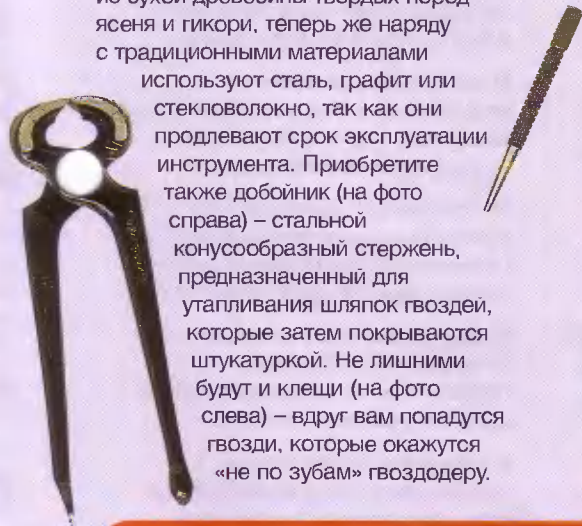 из сухой древесины твердых пород
ясеня и гикори, теперь же наряду
с традиционными материалами
используют сталь, графит или
стекловолокно, так как они
продлевают срок эксплуатации
инструмента. Приобретите
также добойник (на фото
справа) – стальной
конусообразный стержень,
предназначенный для
утапливания шляпок гвоздей,
которые затем покрываются
штукатуркой. Не лишними
будут и клещи (на фото
слева) – вдруг вам попадутся
гвозди, которые окажутся
«не по зубам» гвоздодеру.